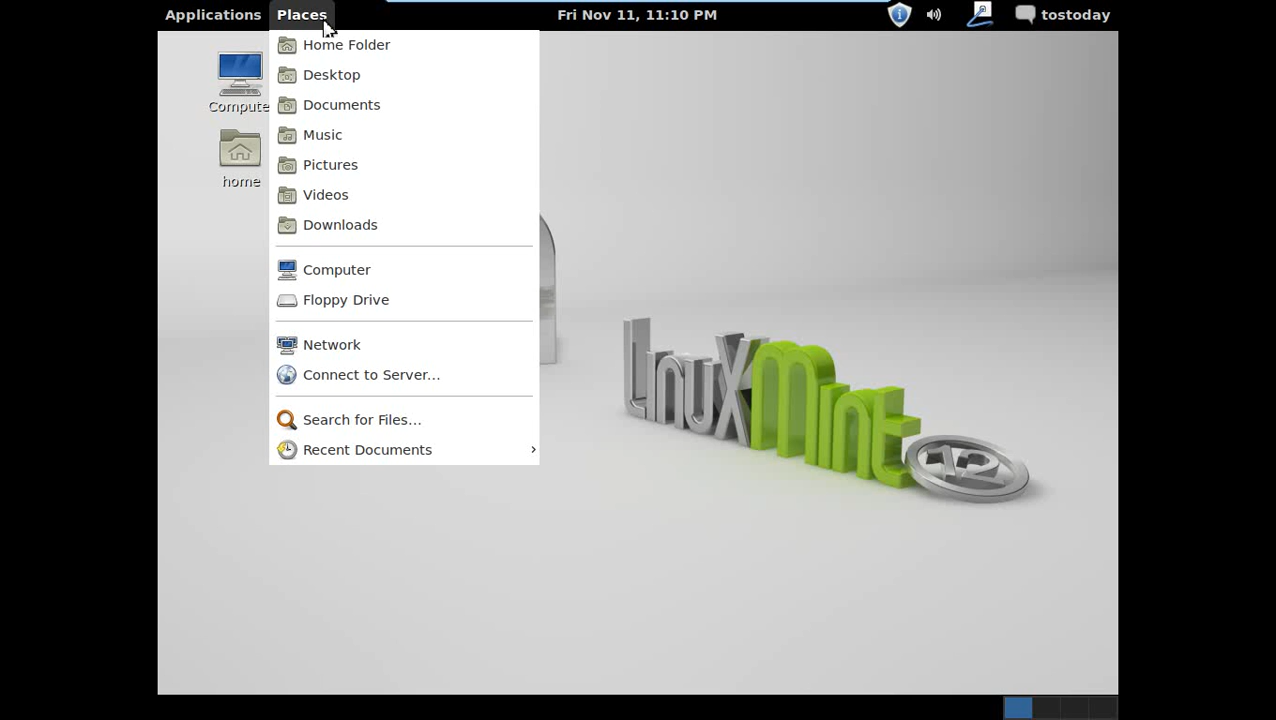 Applications Places Fri Nov 11, 11:10 PM tostoday
Home Folder
Desktop
Documents
Music
Pictures
Videos
Downloads
Computer
Floppy Drive
Network
Connect to Server...
Search for Files...
Recent Documents
Compute
home
LinuxMint 12